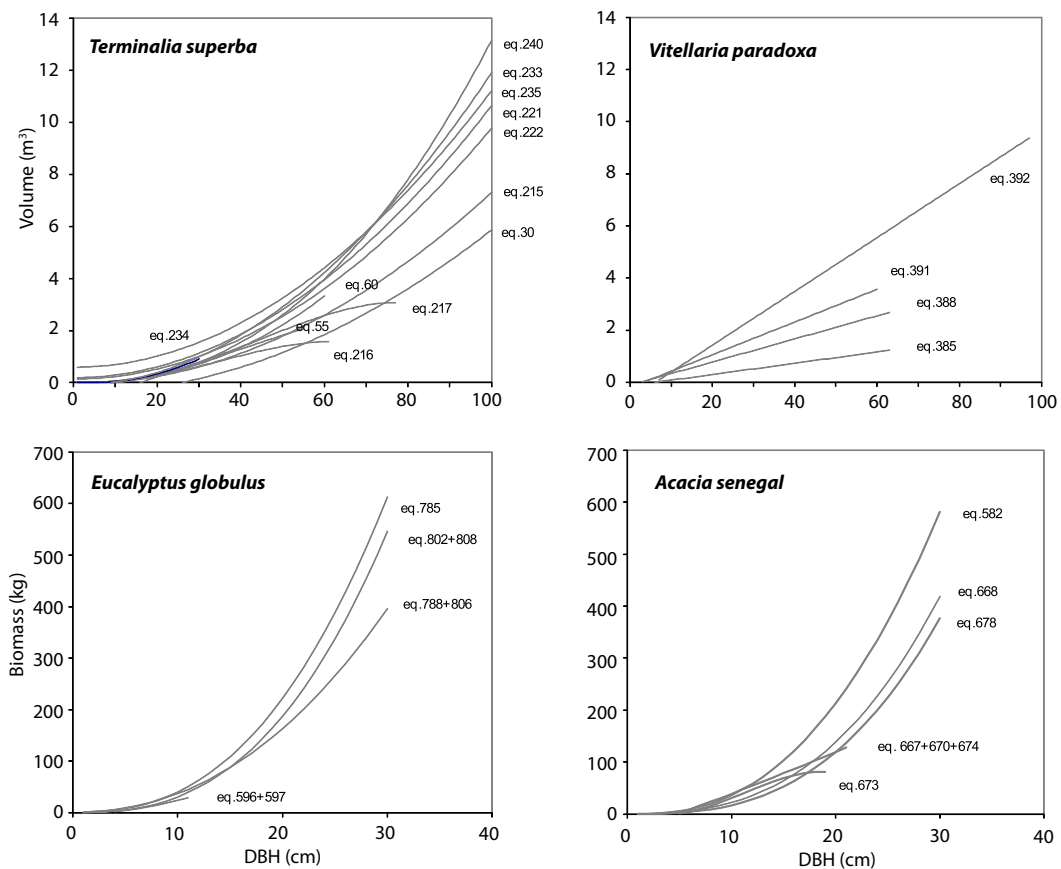 14
12
10
8
6
4
2
0
Volume (m³)
Terminalia superba
eq.240
eq.233
eq.235
eq.221
eq.222
eq.215
eq.30
eq.60
eq.217
eq.55
eq.234
eq.216
0 20 40 60 80 100
14
12
10
8
6
4
2
0
Vitellaria paradoxa
eq.392
eq.391
eq.388
eq.385
0 20 40 60 80 100
700
600
500
400
300
200
100
0
Biomass (kg)
Eucalyptus globulus
eq.785
eq.802+808
eq.788+806
eq.596+597
0 10 20 30 40
DBH (cm)
700
600
500
400
300
200
100
0
Acacia senegal
eq.582
eq.668
eq.678
eq. 667+670+674
eq.673
0 10 20 30 40
DBH (cm)